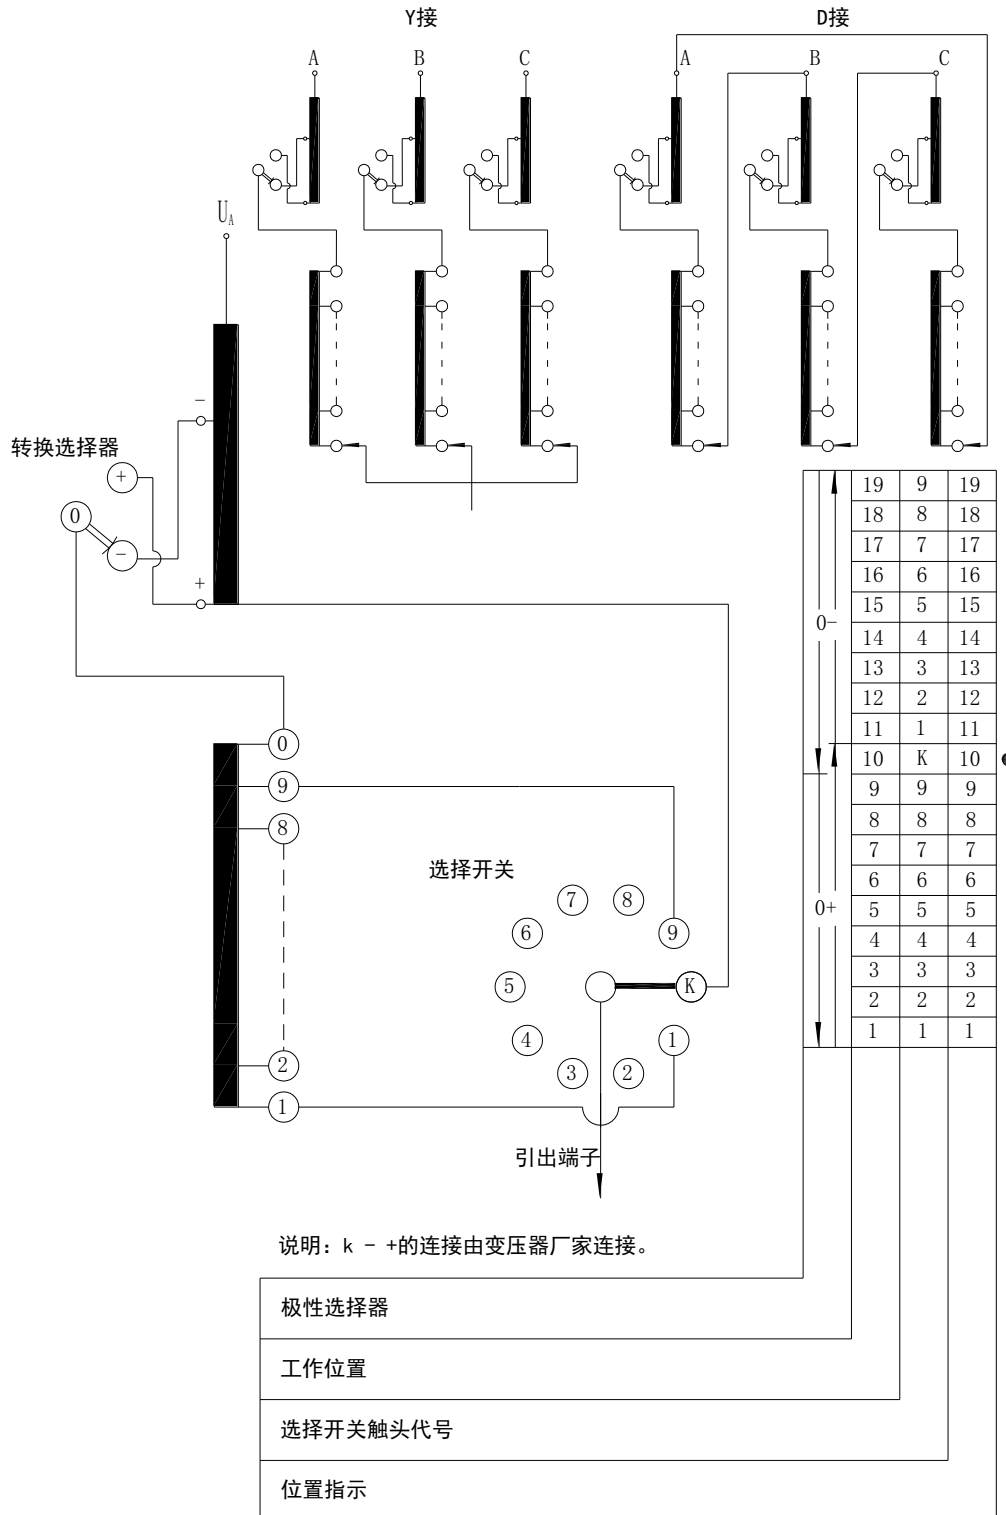 Y接
D接
A B C A B C
U_A
-
转换选择器
+
0
-
+
19 9 19
18 8 18
17 7 17
16 6 16
15 5 15
0-
14 4 14
13 3 13
12 2 12
11 1 11
10 K 10
9 9 9
8 8 8
7 7 7
6 6 6
0+
5 5 5
4 4 4
3 3 3
2 2 2
1 1 1
0
9
8
2
1
选择开关
7 8
6 9
5 K
4 1
3 2
引出端子
说明：k - +的连接由变压器厂家连接。
极性选择器
工作位置
选择开关触头代号
位置指示